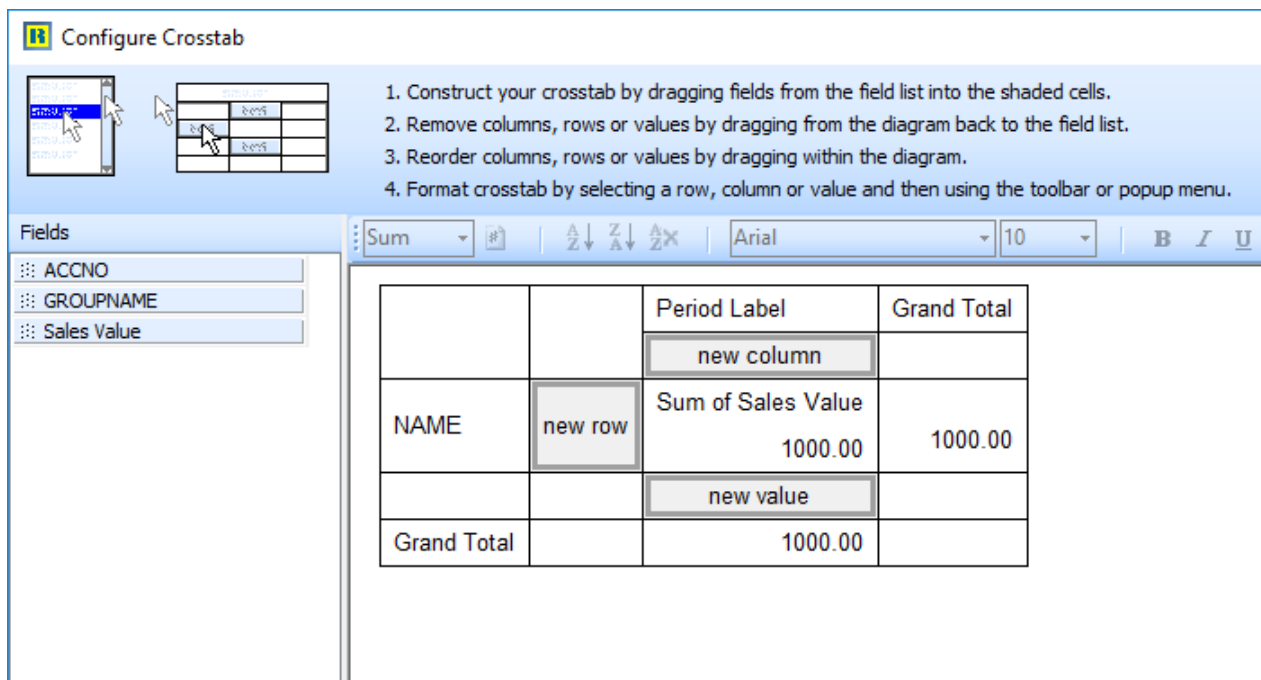 Configure Crosstab
1. Construct your crosstab by dragging fields from the field list into the shaded cells.
2. Remove columns, rows or values by dragging from the diagram back to the field list.
3. Reorder columns, rows or values by dragging within the diagram.
4. Format crosstab by selecting a row, column or value and then using the toolbar or popup menu.
Fields
Sum Arial 10 B I U
ACCNO
GROUPNAME
Sales Value
Period Label Grand Total
new column
NAME new row Sum of Sales Value
1000.00 1000.00
new value
Grand Total 1000.00